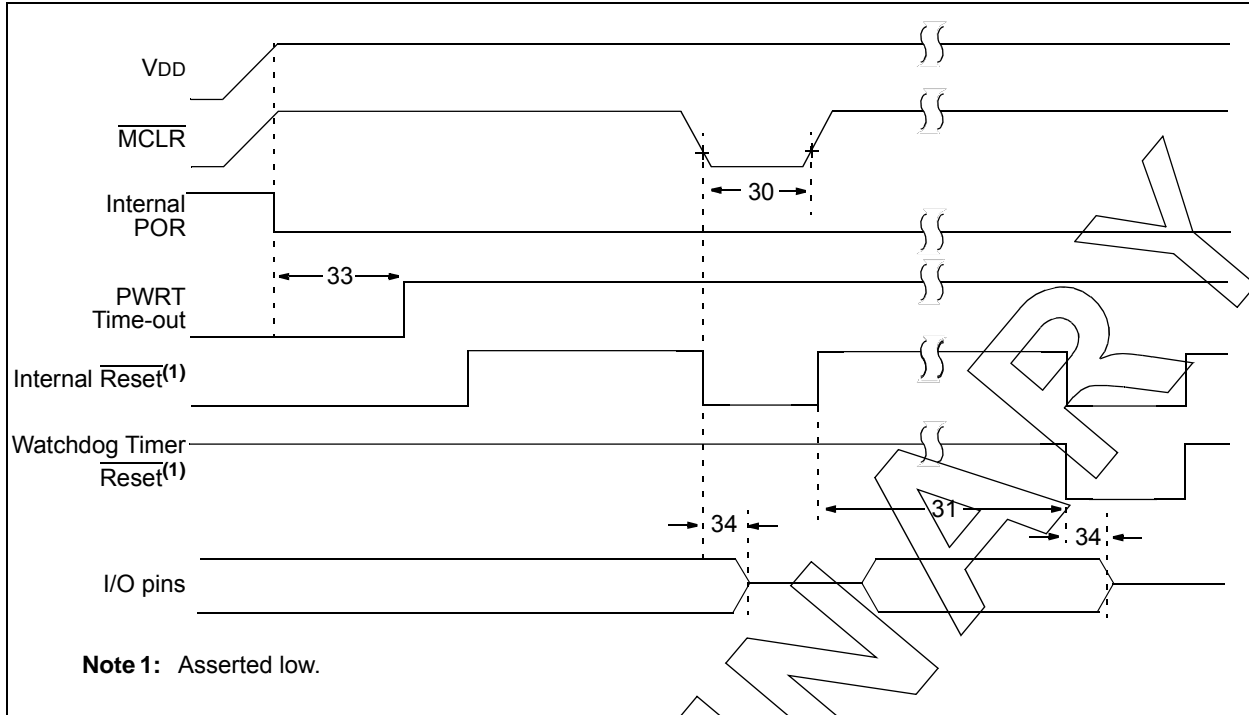 VDD
MCLR
Internal
POR
30
33
PWRT
Time-out
Internal Reset(1)
Watchdog Timer
Reset(1)
31
34
34
I/O pins
Note 1: Asserted low.
N A R Y